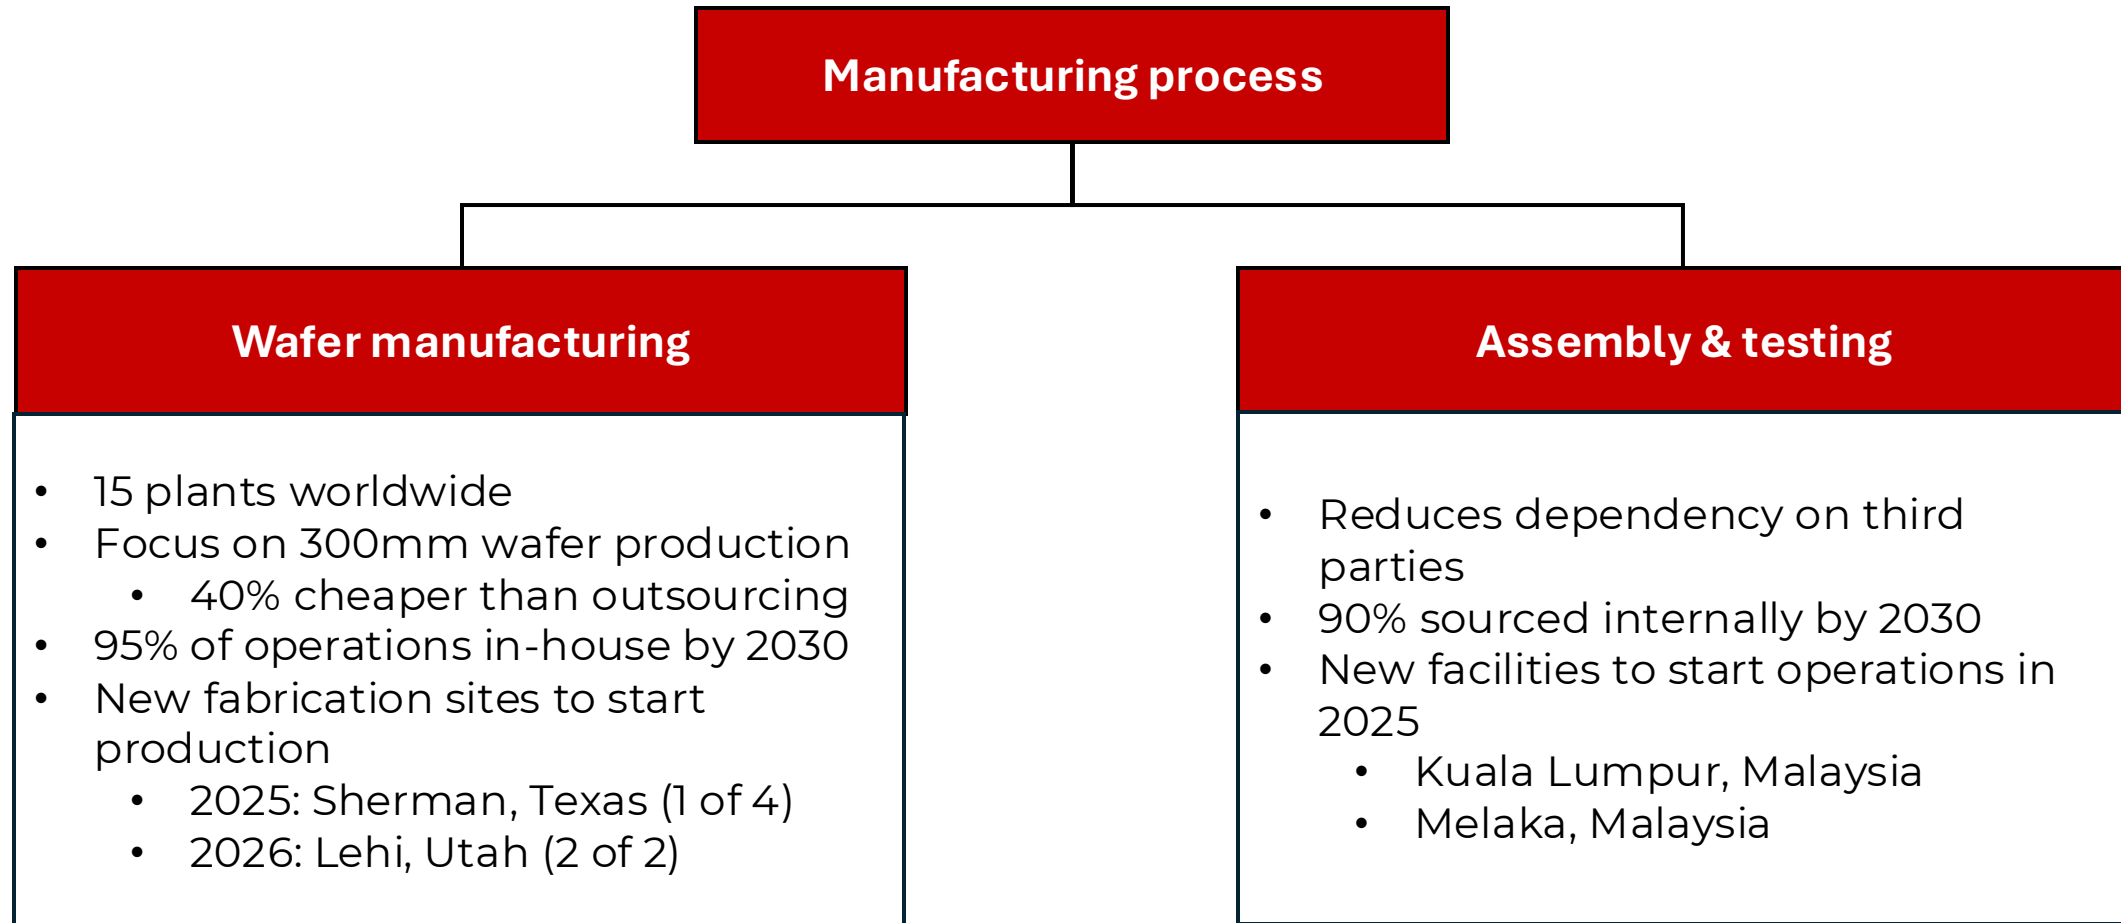 Manufacturing process
Wafer manufacturing
• 15 plants worldwide
• Focus on 300mm wafer production
• 40% cheaper than outsourcing
• 95% of operations in-house by 2030
• New fabrication sites to start
production
• 2025: Sherman, Texas (1 of 4)
• 2026: Lehi, Utah (2 of 2)
Assembly & testing
• Reduces dependency on third
parties
• 90% sourced internally by 2030
• New facilities to start operations in
2025
• Kuala Lumpur, Malaysia
• Melaka, Malaysia